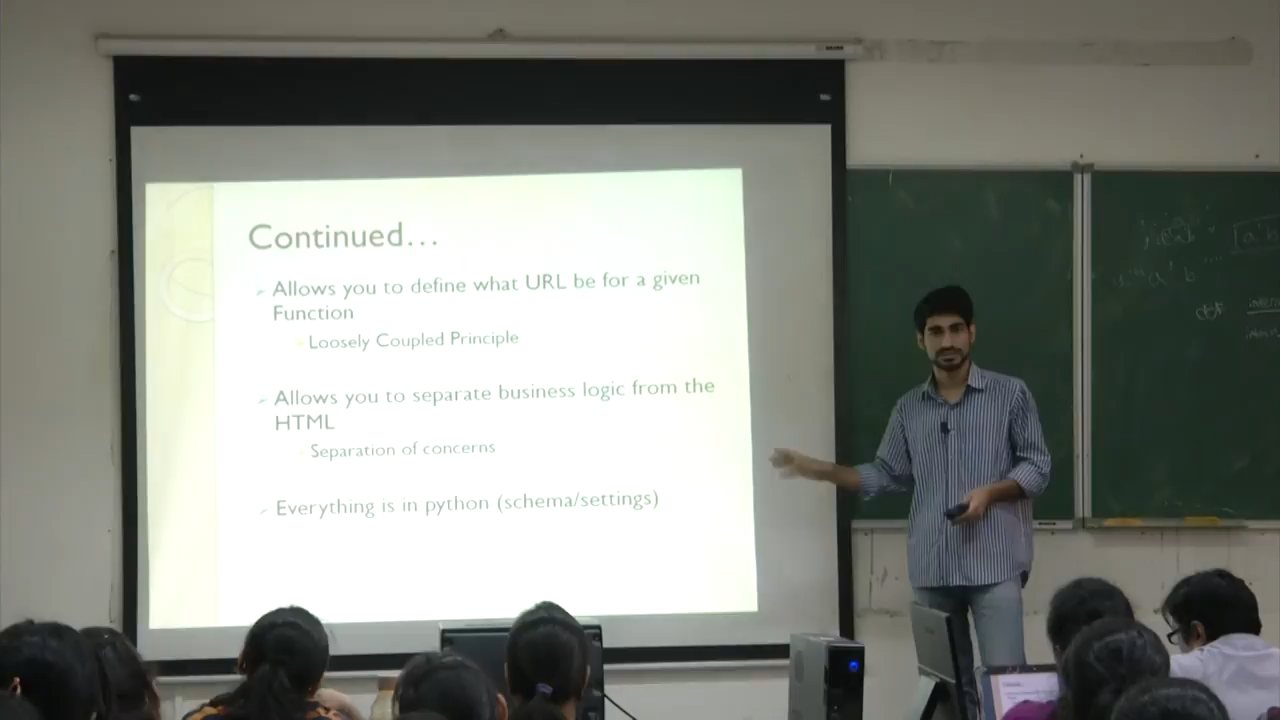 Continued...
Allows you to define what URL be for a given
Function
Loosely Coupled Principle
Allows you to separate business logic from the
HTML
Separation of concerns
Everything is in python (schema/settings)